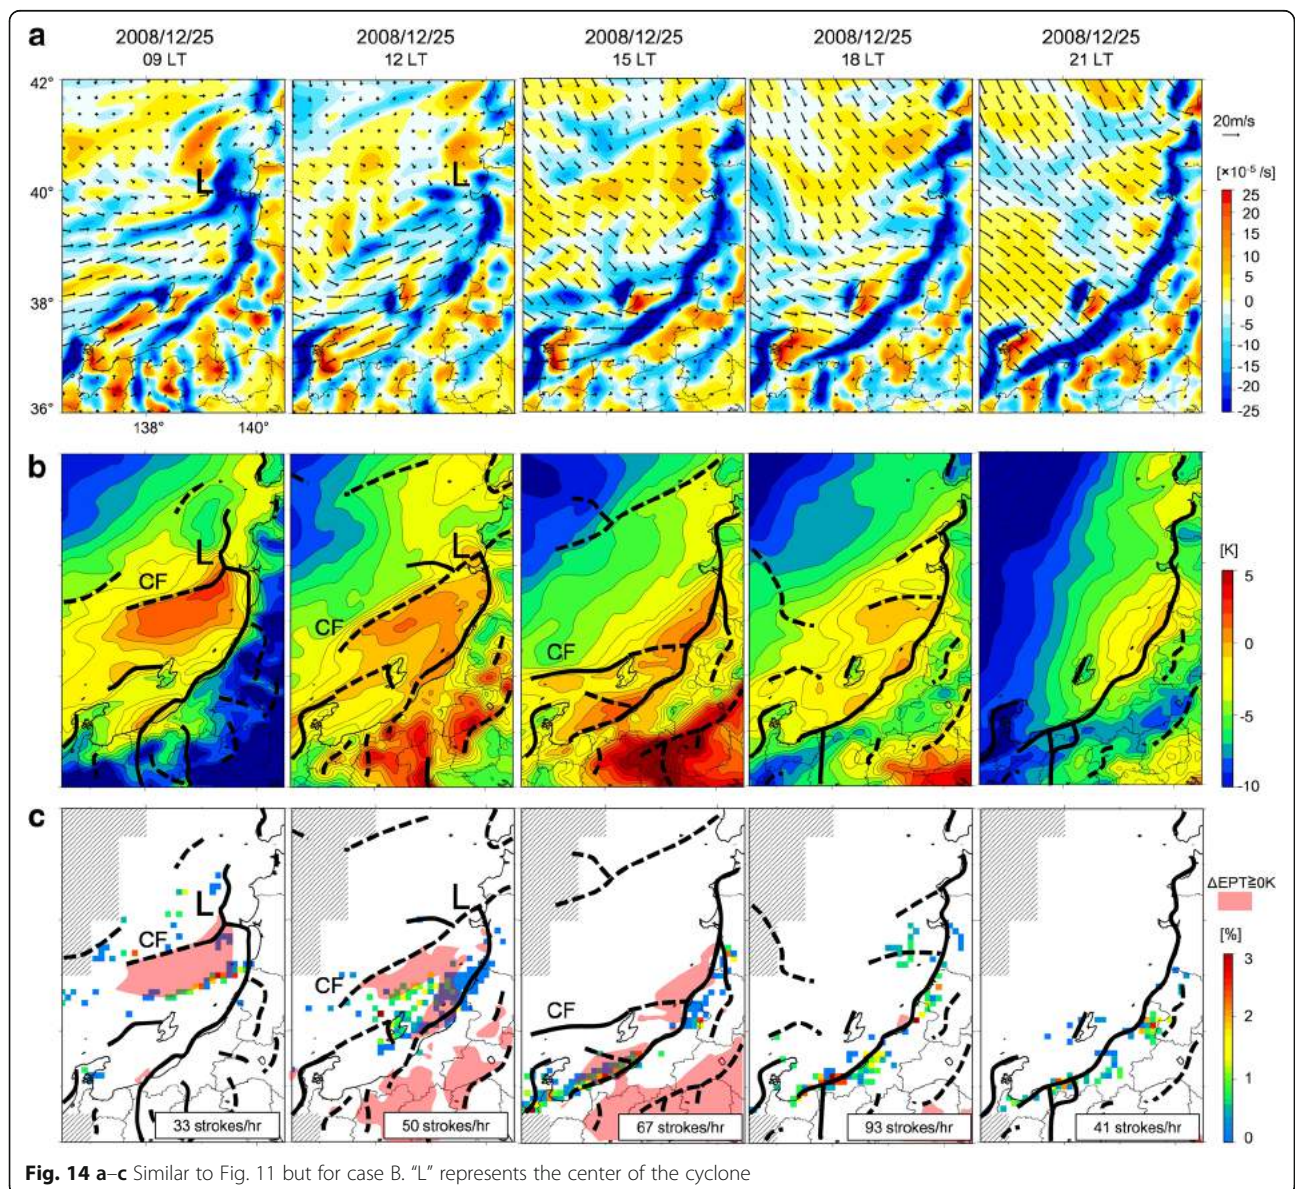 a
2008/12/25 2008/12/25 2008/12/25 2008/12/25 2008/12/25
09 LT 12 LT 15 LT 18 LT 21 LT
42°
40°
38°
36°
138° 140°
L L
20m/s
[×10⁻⁵ /s]
25
20
15
10
5
0
-5
-10
-15
-20
-25
b
L L
CF CF CF
[K]
5
0
-5
-10
c
L L
CF CF CF
ΔEPT≧0K
[%]
3
2
1
0
33 strokes/hr 50 strokes/hr 67 strokes/hr 93 strokes/hr 41 strokes/hr
Fig. 14 a–c Similar to Fig. 11 but for case B. “L” represents the center of the cyclone